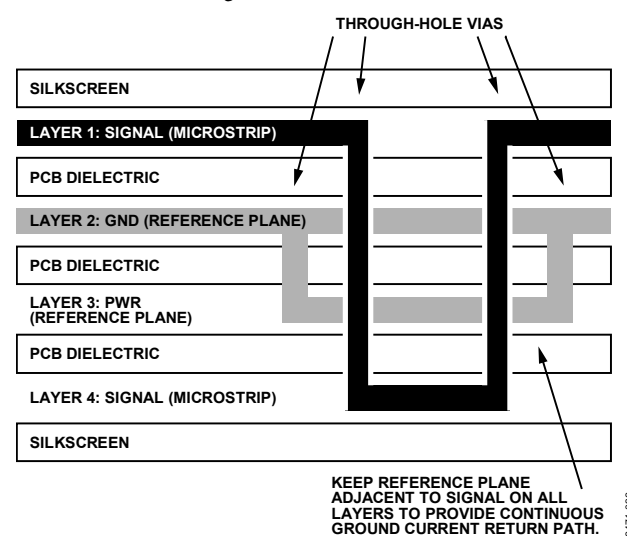 THROUGH-HOLE VIAS
SILKSCREEN
LAYER 1: SIGNAL (MICROSTRIP)
PCB DIELECTRIC
LAYER 2: GND (REFERENCE PLANE)
PCB DIELECTRIC
LAYER 3: PWR
(REFERENCE PLANE)
PCB DIELECTRIC
LAYER 4: SIGNAL (MICROSTRIP)
SILKSCREEN
KEEP REFERENCE PLANE
ADJACENT TO SIGNAL ON ALL
LAYERS TO PROVIDE CONTINUOUS
GROUND CURRENT RETURN PATH.